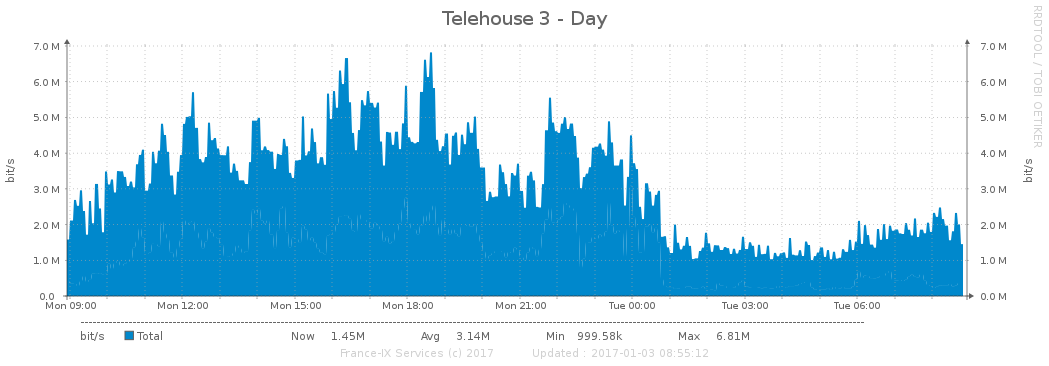 Telehouse 3 - Day
RRDTOOL / TOBI OETIKER
7.0 M 7.0 M
6.0 M 6.0 M
5.0 M 5.0 M
4.0 M 4.0 M
3.0 M 3.0 M
2.0 M 2.0 M
1.0 M 1.0 M
0.0 0.0 M
bit/s bit/s
Mon 09:00 Mon 12:00 Mon 15:00 Mon 18:00 Mon 21:00 Tue 00:00 Tue 03:00 Tue 06:00
bit/s Total Now 1.45M Avg 3.14M Min 999.58k Max 6.81M
France-IX Services (c) 2017 Updated : 2017-01-03 08:55:12